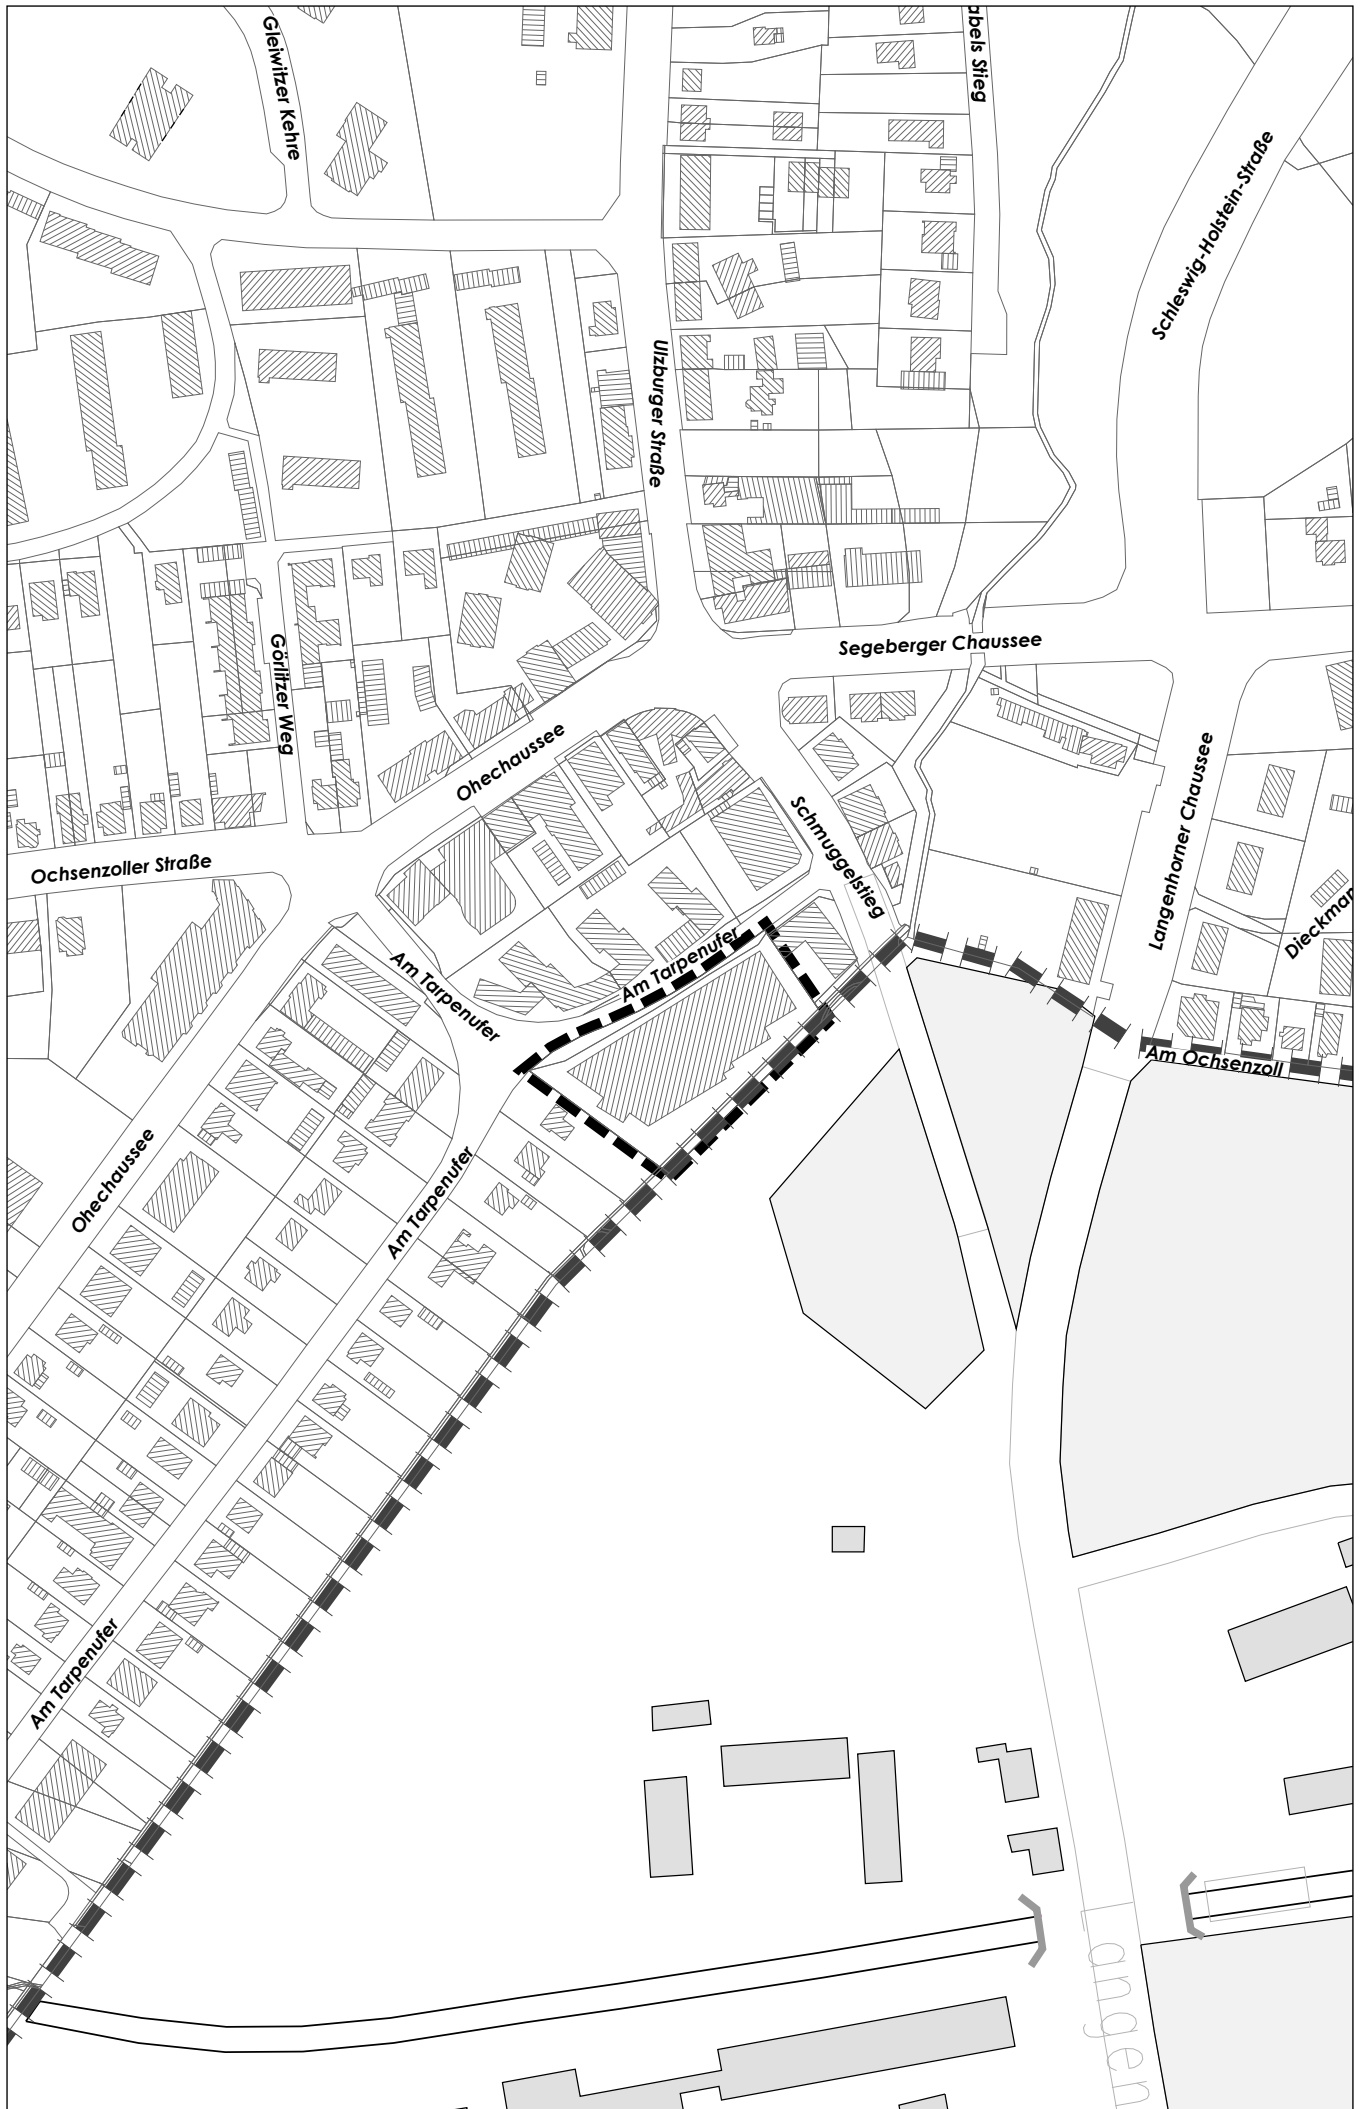 Gleiwitzer Kehre
abels Stieg
Schleswig-Holstein-Straße
Ulzburger Straße
Segeberger Chaussee
Görlitzer Weg
Ohechaussee
Langenhorner Chaussee
Schmuggelstieg
Ochsenzoller Straße
Dieckmar
Am Tarpenufer
Am Tarpenufer
Am Ochsenzoll
Ohechaussee
Am Tarpenufer
Am Tarpenufer
Langen